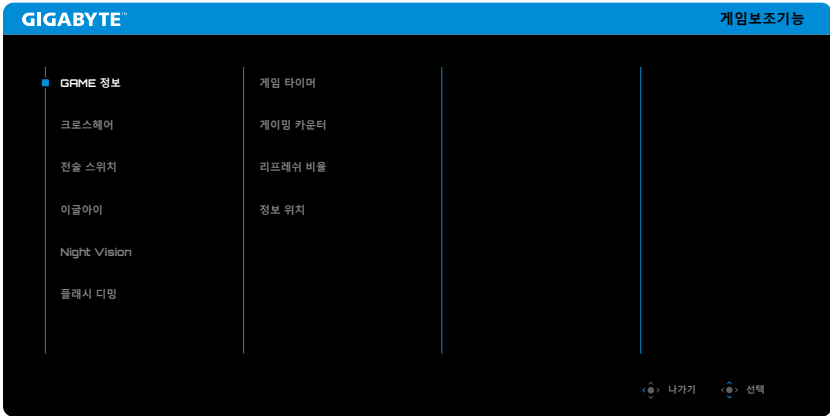 GIGABYTE™
게임보조기능
GAME 정보
크로스헤어
전술 스위치
이글아이
Night Vision
플래시 디밍
게임 타이머
게이밍 카운터
리프레쉬 비율
정보 위치
나가기
선택